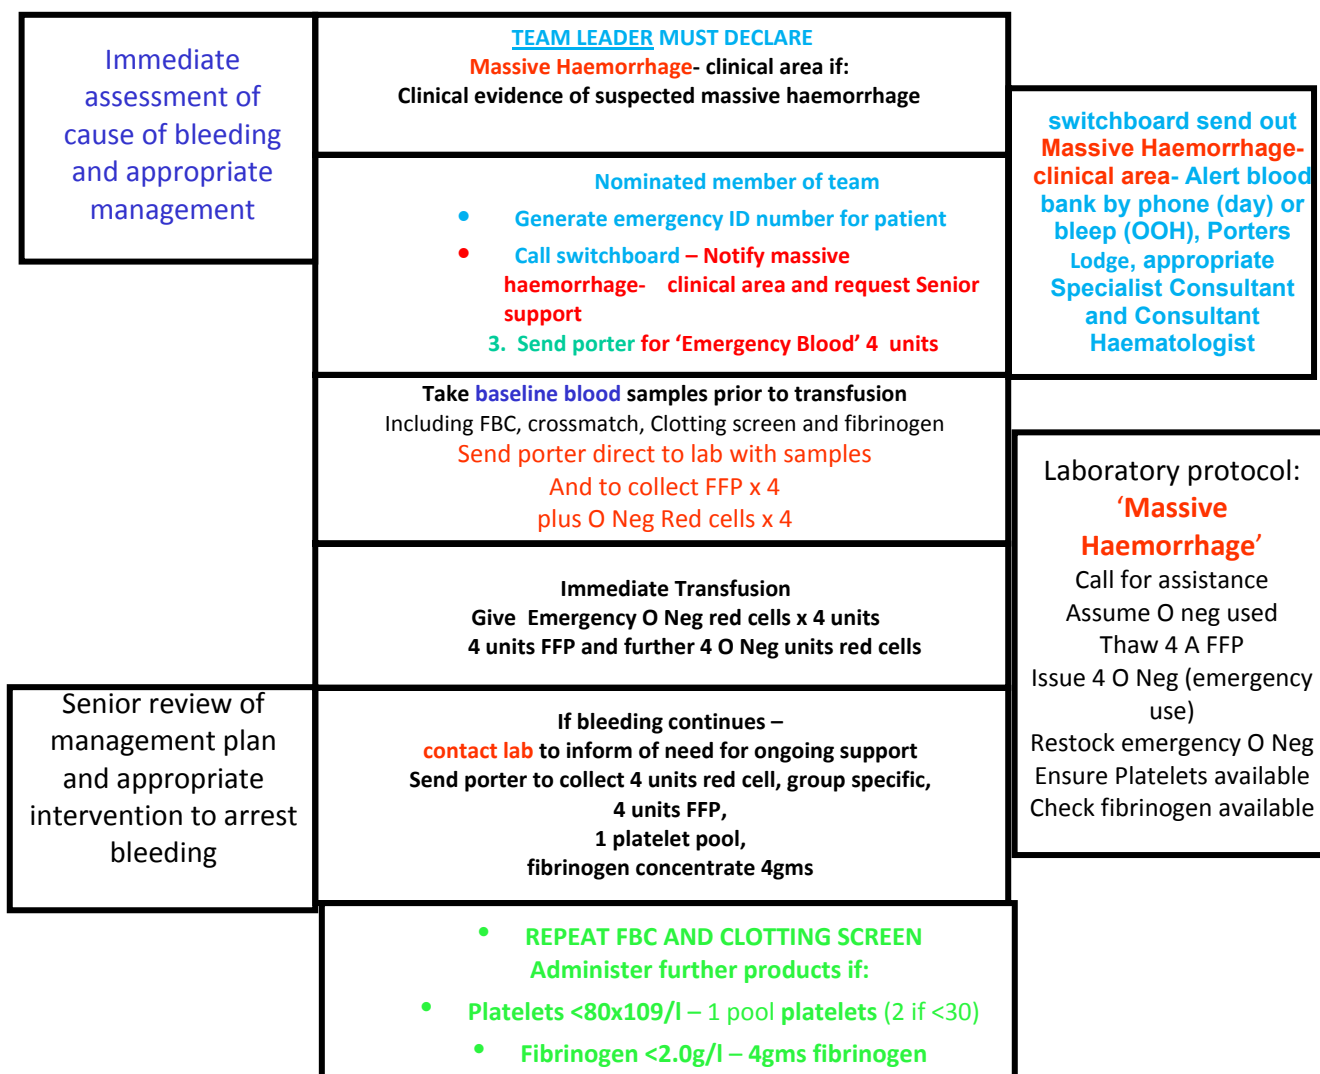 Immediate
assessment of
cause of bleeding
and appropriate
management
TEAM LEADER MUST DECLARE
Massive Haemorrhage- clinical area if:
Clinical evidence of suspected massive haemorrhage
switchboard send out
Massive Haemorrhage-
clinical area- Alert blood
bank by phone (day) or
bleep (OOH), Porters
Lodge, appropriate
Specialist Consultant
and Consultant
Haematologist
Nominated member of team
• Generate emergency ID number for patient
• Call switchboard – Notify massive
haemorrhage- clinical area and request Senior
support
3. Send porter for ‘Emergency Blood’ 4 units
Take baseline blood samples prior to transfusion
Including FBC, crossmatch, Clotting screen and fibrinogen
Send porter direct to lab with samples
And to collect FFP x 4
plus O Neg Red cells x 4
Laboratory protocol:
‘Massive
Haemorrhage’
Call for assistance
Assume O neg used
Thaw 4 A FFP
Issue 4 O Neg (emergency
use)
Restock emergency O Neg
Ensure Platelets available
Check fibrinogen available
Immediate Transfusion
Give Emergency O Neg red cells x 4 units
4 units FFP and further 4 O Neg units red cells
Senior review of
management plan
and appropriate
intervention to arrest
bleeding
If bleeding continues –
contact lab to inform of need for ongoing support
Send porter to collect 4 units red cell, group specific,
4 units FFP,
1 platelet pool,
fibrinogen concentrate 4gms
• REPEAT FBC AND CLOTTING SCREEN
Administer further products if:
• Platelets <80x109/l – 1 pool platelets (2 if <30)
• Fibrinogen <2.0g/l – 4gms fibrinogen